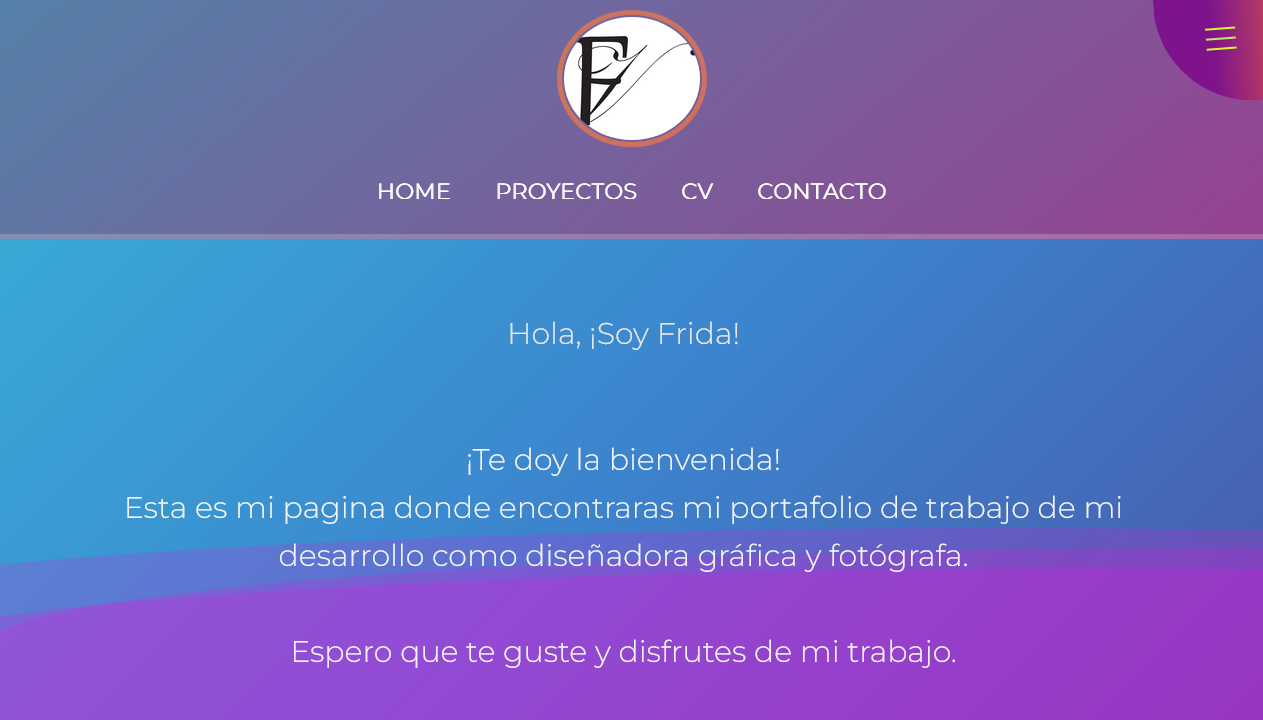 F
HOME PROYECTOS CV CONTACTO
Hola, ¡Soy Frida!
¡Te doy la bienvenida!
Esta es mi pagina donde encontraras mi portafolio de trabajo de mi
desarrollo como diseñadora gráfica y fotógrafa.
Espero que te guste y disfrutes de mi trabajo.